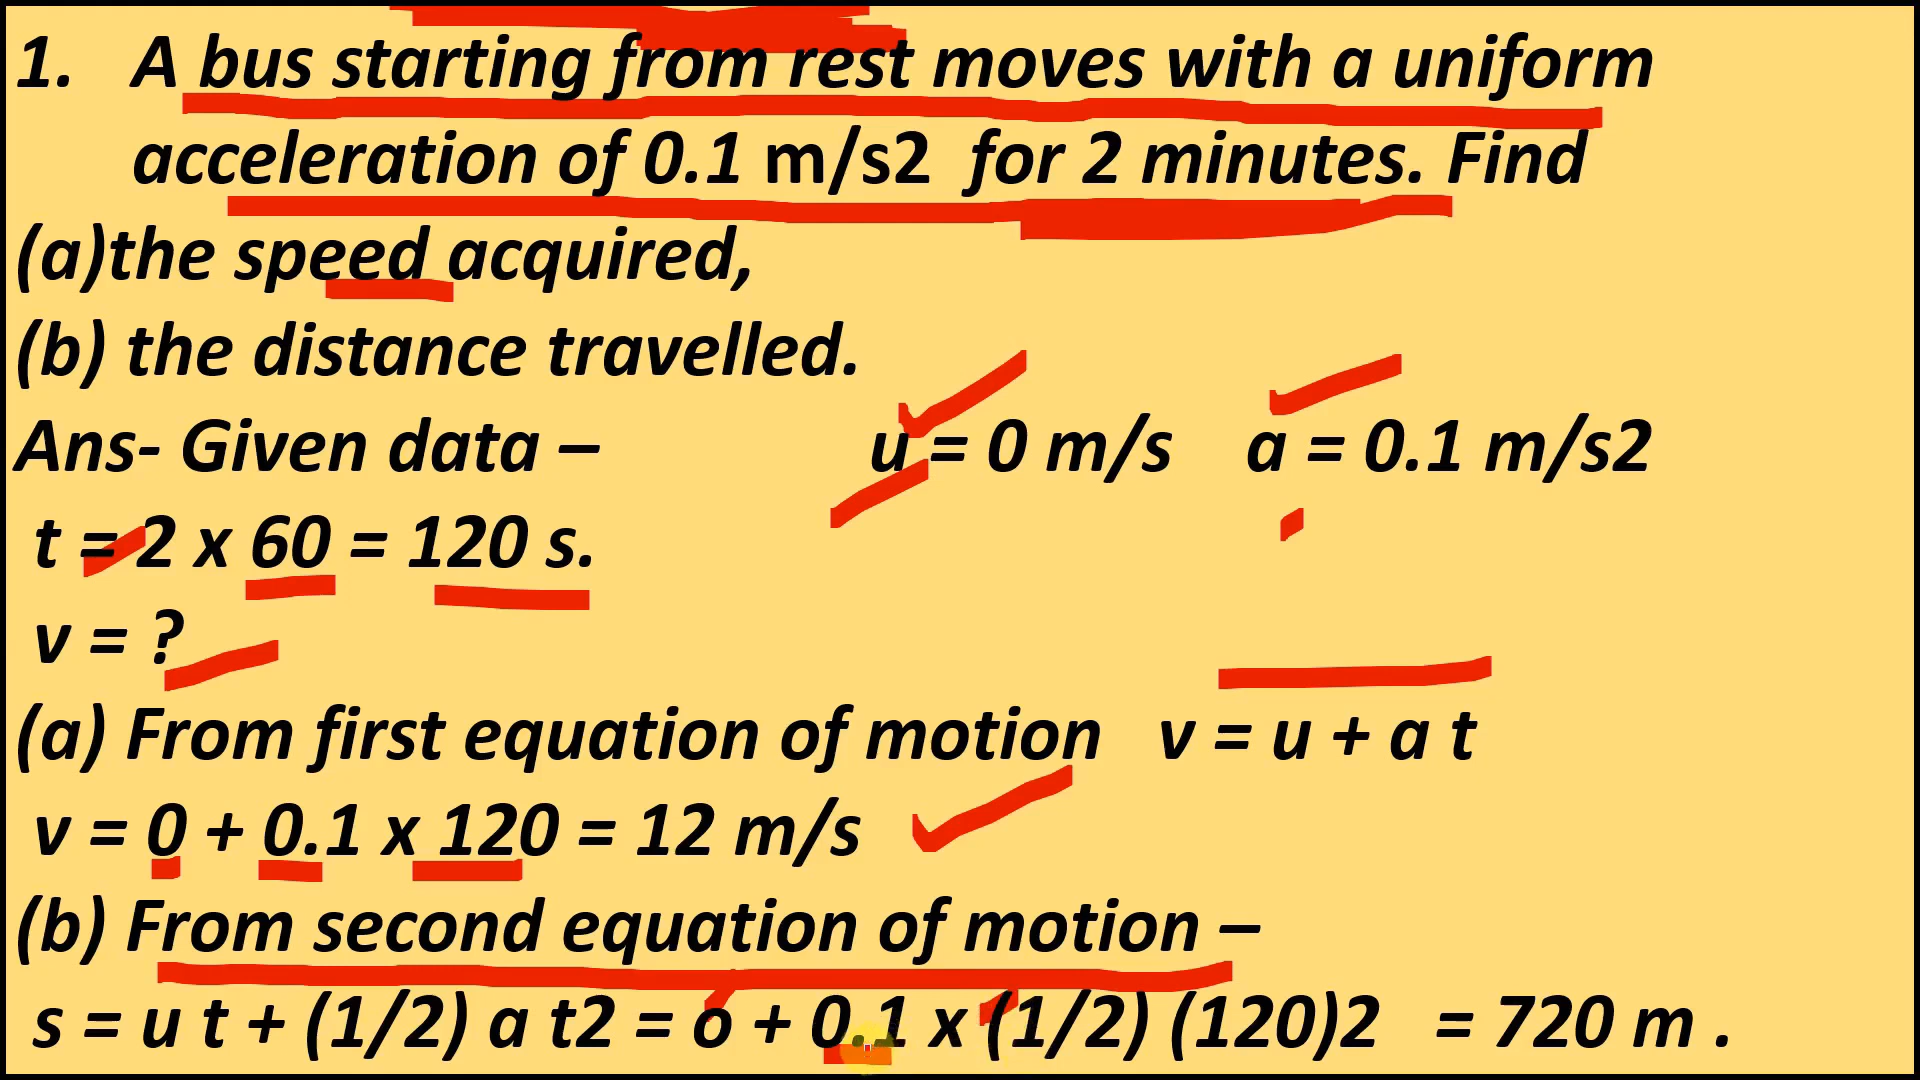 1. A bus starting from rest moves with a uniform
acceleration of 0.1 m/s2 for 2 minutes. Find
(a)the speed acquired,
(b) the distance travelled.
Ans- Given data – u = 0 m/s a = 0.1 m/s2
t = 2 x 60 = 120 s.
v = ?
(a) From first equation of motion v = u + a t
v = 0 + 0.1 x 120 = 12 m/s
(b) From second equation of motion –
s = u t + (1/2) a t2 = o + 0.1 x (1/2) (120)2 = 720 m .